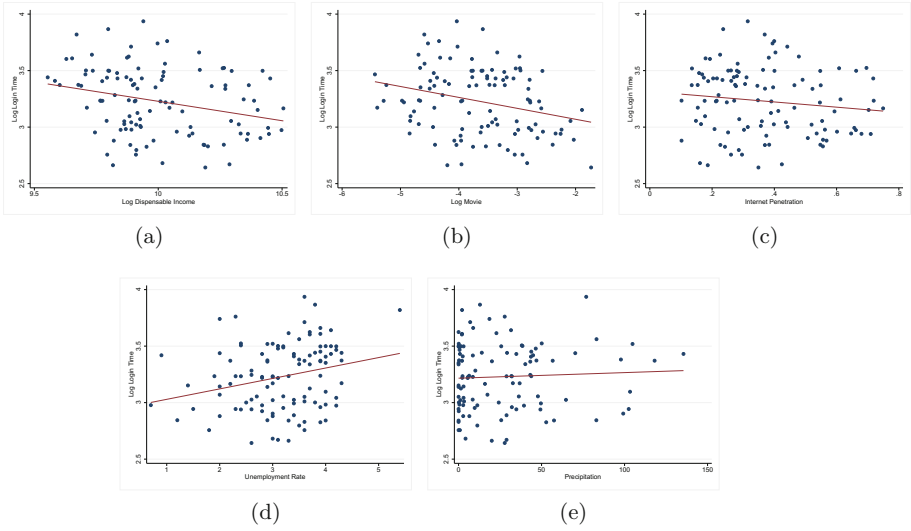 4
3.5
3
2.5
Log Login Time
9.5
10
10.5
Log Dispensable Income
(a)
4
3.5
3
2.5
Log Login Time
-6
-5
-4
-3
-2
Log Movie
(b)
4
3.5
3
2.5
Log Login Time
0
.2
.4
.6
.8
Internet Penetration
(c)
4
3.5
3
2.5
Log Login Time
1
2
3
4
5
Unemployment Rate
(d)
4
3.5
3
2.5
Log Login Time
0
50
100
150
Precipitation
(e)